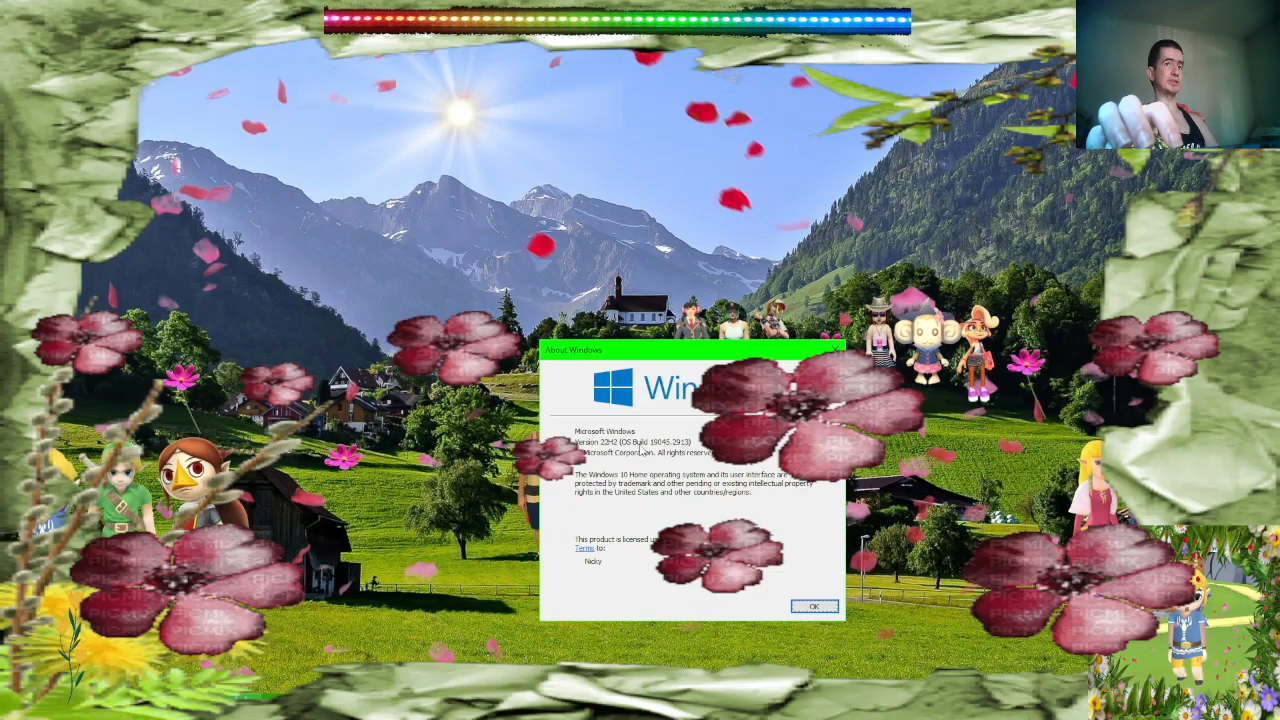 About Windows
Win
Microsoft Windows
Version 22H2 (OS Build 19045.2913)
Microsoft Corporation. All rights reserve
The Windows 10 Home operating system and its user interface are
protected by trademark and other pending or existing intellectual property
rights in the United States and other countries/regions.
This product is licensed u
Terms to:
Nicky
OK